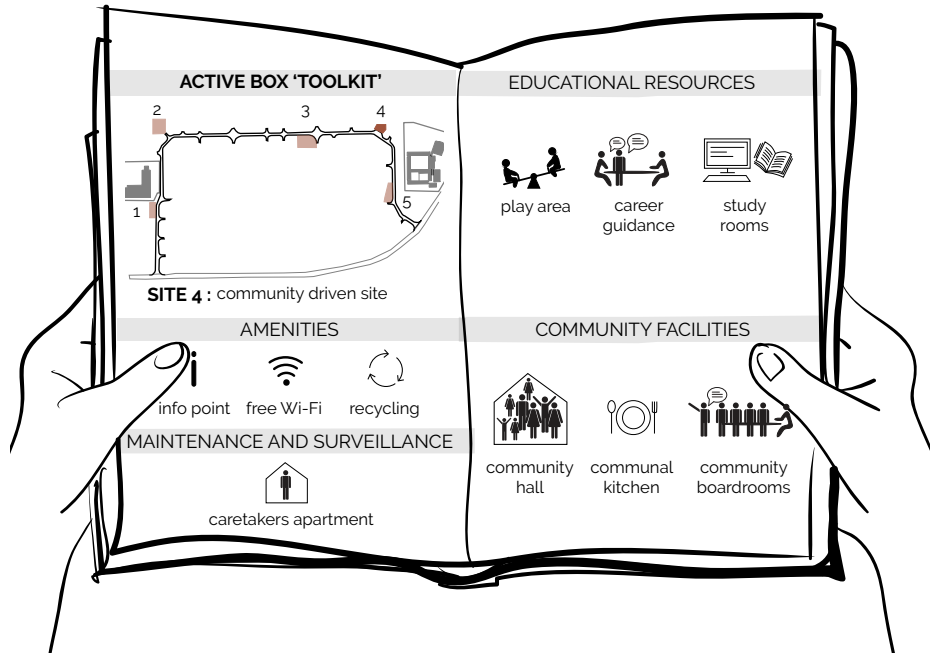 ACTIVE BOX ‘TOOLKIT’
2
3
4
1
5
SITE 4 : community driven site
AMENITIES
info point
free Wi-Fi
recycling
MAINTENANCE AND SURVEILLANCE
caretakers apartment
EDUCATIONAL RESOURCES
play area
career
guidance
study
rooms
COMMUNITY FACILITIES
community
hall
communal
kitchen
community
boardrooms